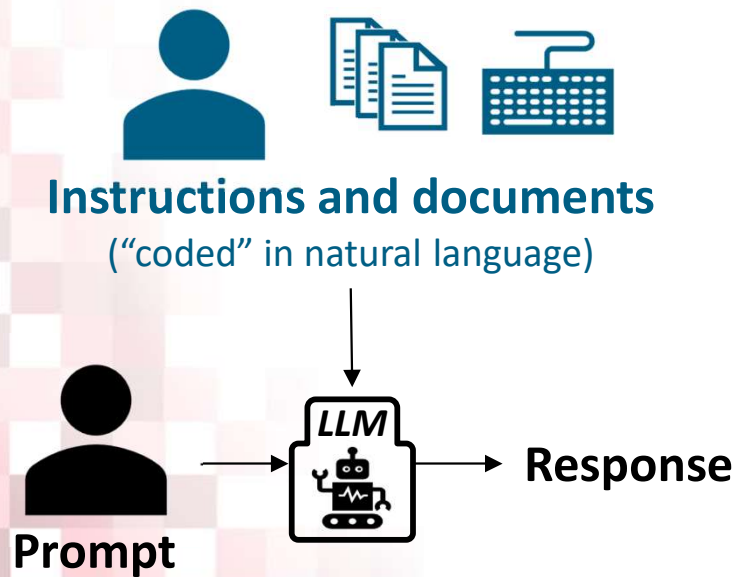 Instructions and documents
(“coded” in natural language)
LLM
Response
Prompt